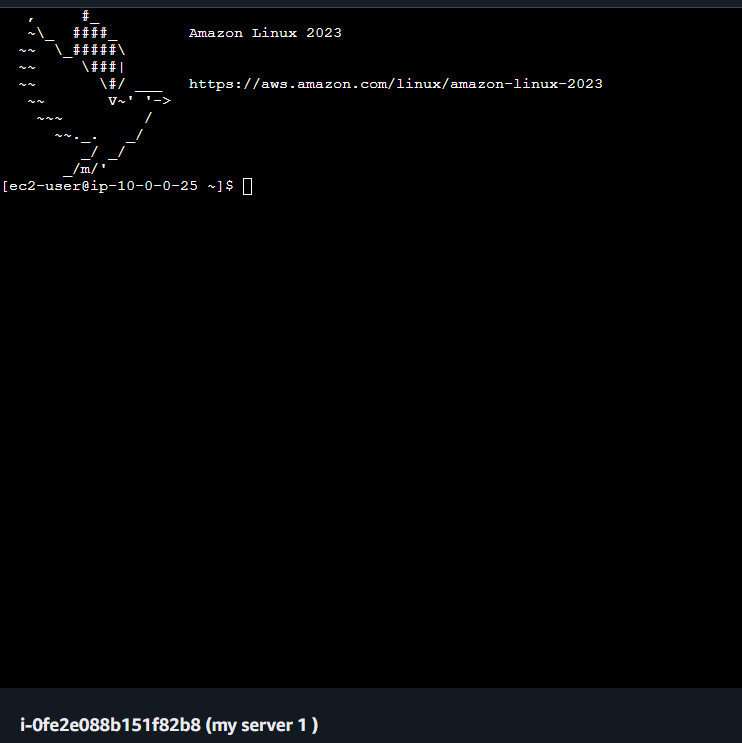 ,     #_
   ~\_  ####_        Amazon Linux 2023
  ~~  \_#####\
  ~~     \###|
  ~~       \#/ ___   https://aws.amazon.com/linux/amazon-linux-2023
   ~~       V~' '->
    ~~~         /
      ~~._.   _/
         _/ _/
       _/m/'
[ec2-user@ip-10-0-0-25 ~]$
i-0fe2e088b151f82b8 (my server 1 )